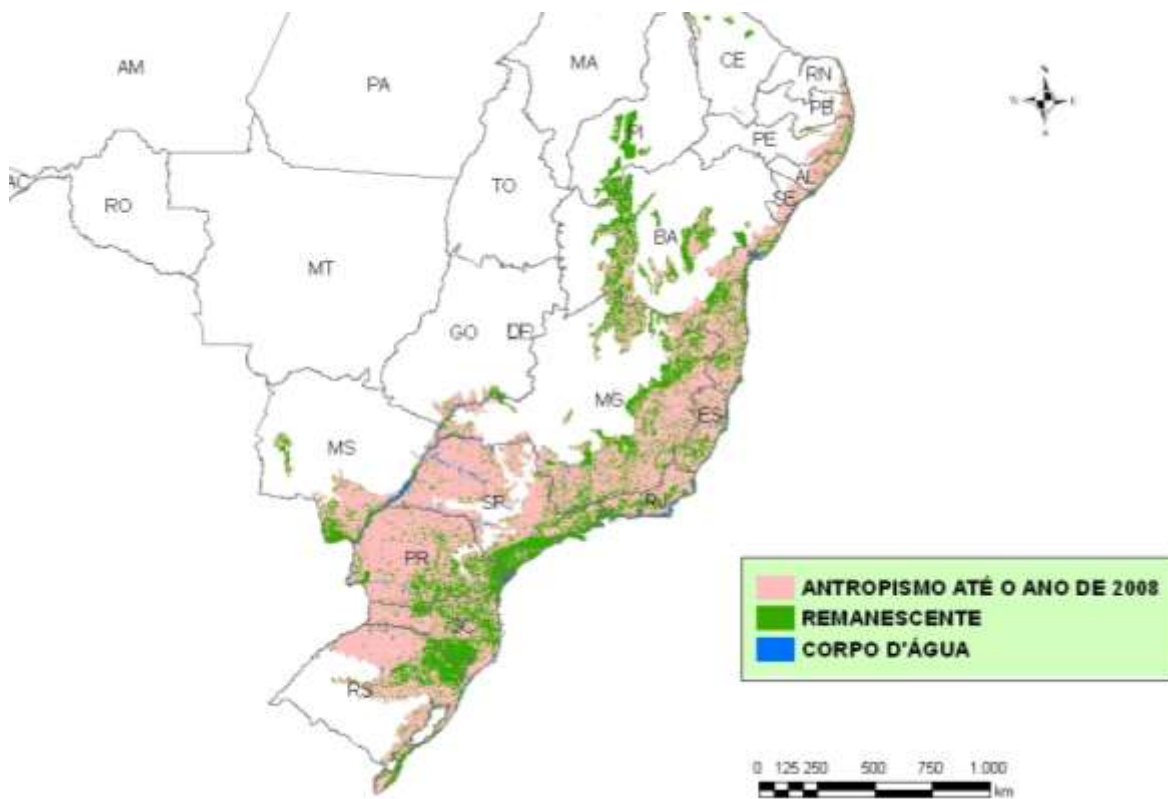 AM
PA
MA
CE
RN
PB
PI
PE
AL
SE
AC
RO
TO
BA
MT
GO
DF
MG
ES
MS
SP
RJ
PR
RS
ANTROPISMO ATÉ O ANO DE 2008
REMANESCENTE
CORPO D'ÁGUA
0 125 250 500 750 1.000
km